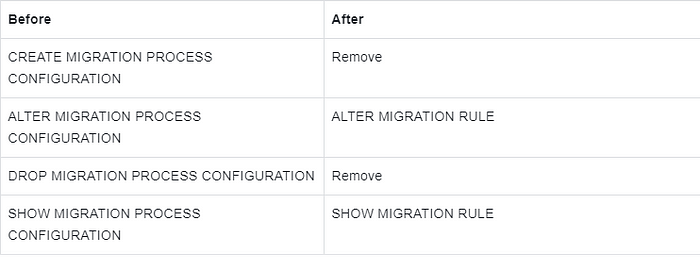 Before After
CREATE MIGRATION PROCESS Remove
CONFIGURATION
ALTER MIGRATION PROCESS ALTER MIGRATION RULE
CONFIGURATION
DROP MIGRATION PROCESS CONFIGURATION Remove
SHOW MIGRATION PROCESS SHOW MIGRATION RULE
CONFIGURATION